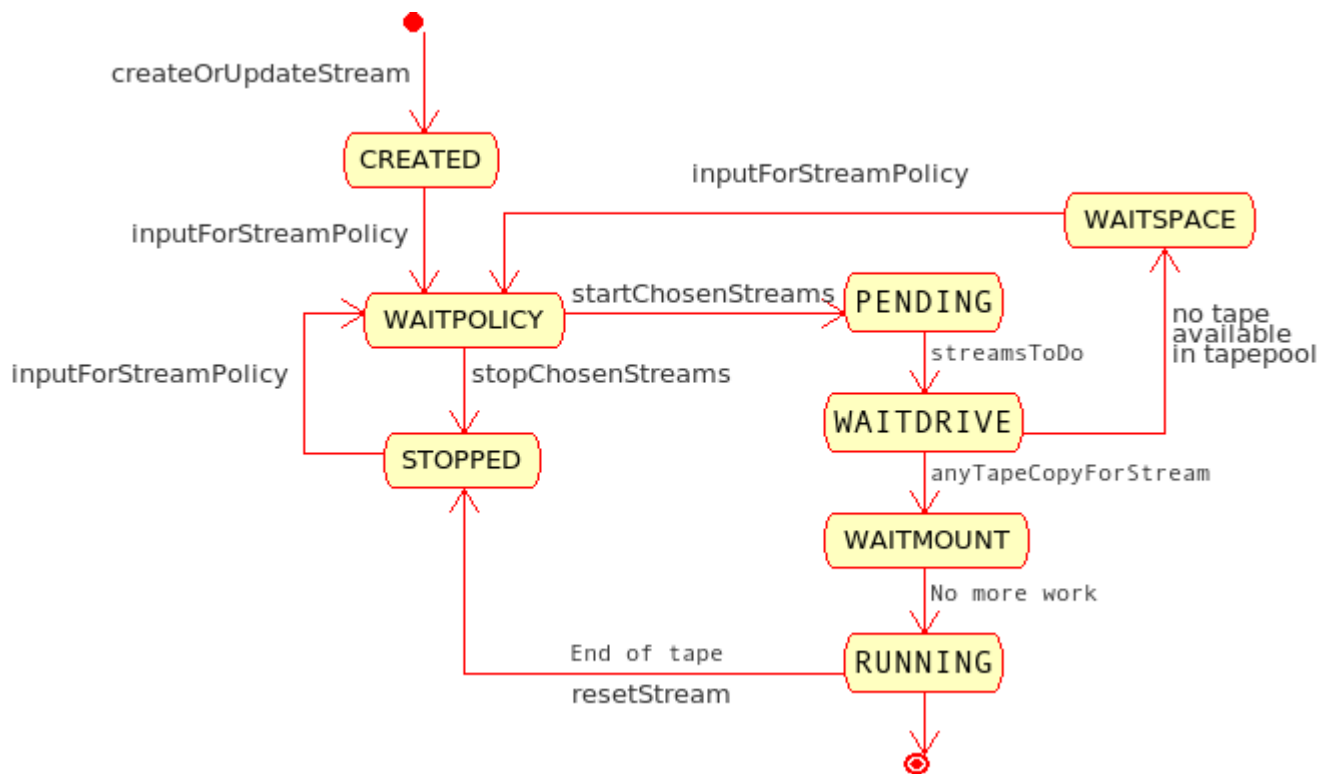 createOrUpdateStream
CREATED
inputForStreamPolicy
WAITSPACE
inputForStreamPolicy
startChosenStreams
PENDING
WAITPOLICY
no tape
available
in tapepool
streamsToDo
inputForStreamPolicy
stopChosenStreams
WAITDRIVE
STOPPED
anyTapeCopyForStream
WAITMOUNT
No more work
End of tape
RUNNING
resetStream